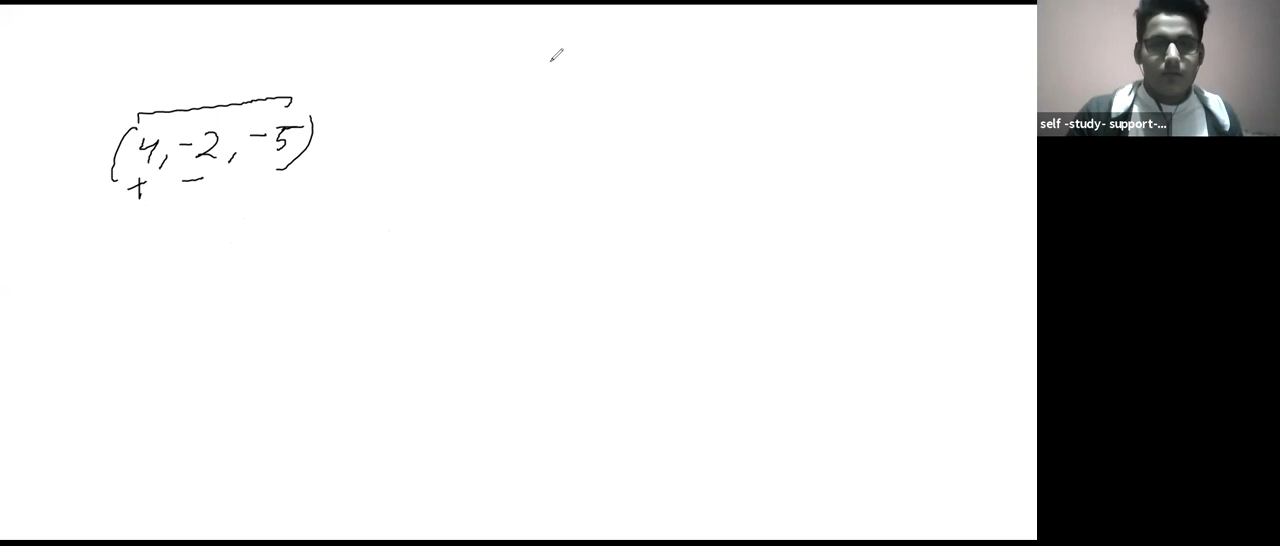 (4, -2, -5)
+ -
self -study- support-...